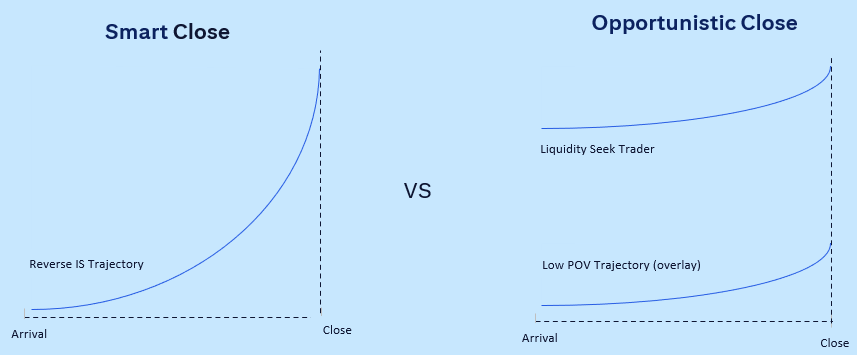 Smart Close
Reverse IS Trajectory
Arrival
Close
VS
Opportunistic Close
Liquidity Seek Trader
Low POV Trajectory (overlay)
Arrival
Close